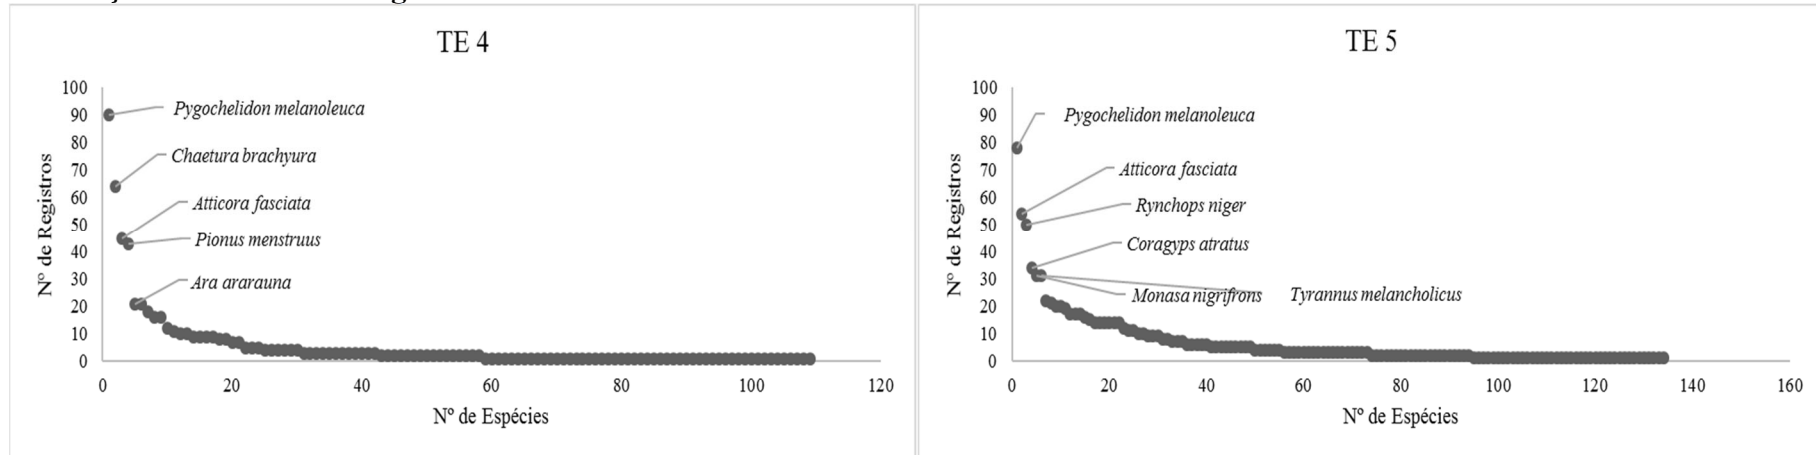 TE 4
100
90
80
70
60
50
40
30
20
10
0
Nº de Registros
Pygochelidon melanoleuca
Chaetura brachyura
Atticora fasciata
Pionus menstruus
Ara ararauna
0 20 40 60 80 100 120
Nº de Espécies
TE 5
100
90
80
70
60
50
40
30
20
10
0
Nº de Registros
Pygochelidon melanoleuca
Atticora fasciata
Rynchops niger
Coragyps atratus
Monasa nigrifrons Tyrannus melancholicus
0 20 40 60 80 100 120 140 160
Nº de Espécies